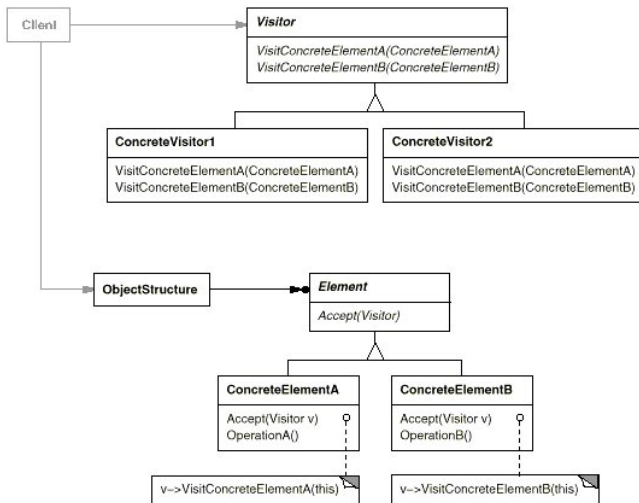 Client
Visitor
VisitConcreteElementA(ConcreteElementA)
VisitConcreteElementB(ConcreteElementB)
ConcreteVisitor1
VisitConcreteElementA(ConcreteElementA)
VisitConcreteElementB(ConcreteElementB)
ConcreteVisitor2
VisitConcreteElementA(ConcreteElementA)
VisitConcreteElementB(ConcreteElementB)
ObjectStructure
Element
Accept(Visitor)
ConcreteElementA
Accept(Visitor v)
OperationA()
ConcreteElementB
Accept(Visitor v)
OperationB()
v->VisitConcreteElementA(this)
v->VisitConcreteElementB(this)